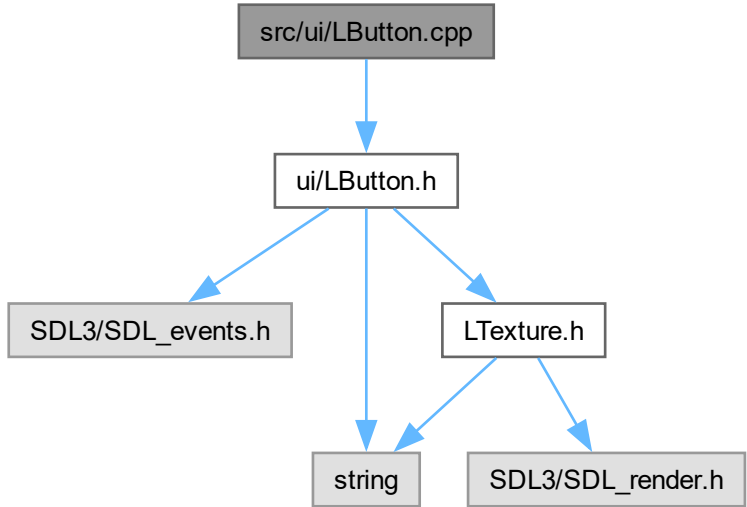 src/ui/LButton.cpp
ui/LButton.h
SDL3/SDL_events.h
LTexture.h
string
SDL3/SDL_render.h